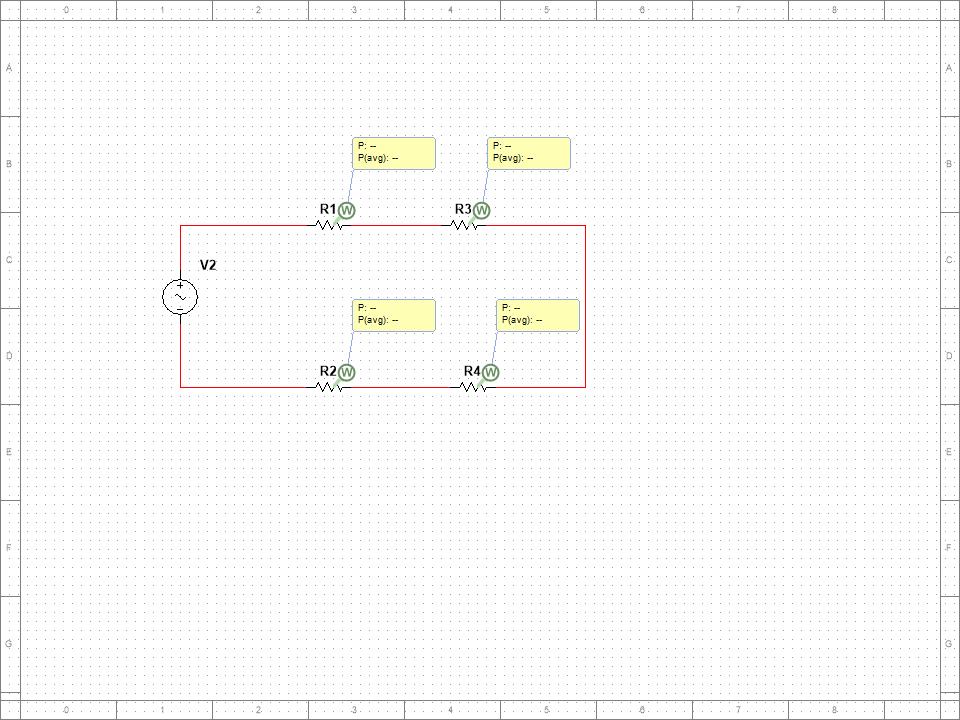 0 1 2 3 4 5 6 7 8
A A
P: -- P: --
P(avg): -- P(avg): --
B B
R1 W R3 W
C C
V2
+
~
−
P: -- P: --
P(avg): -- P(avg): --
D D
R2 W R4 W
E E
F F
G G
0 1 2 3 4 5 6 7 8